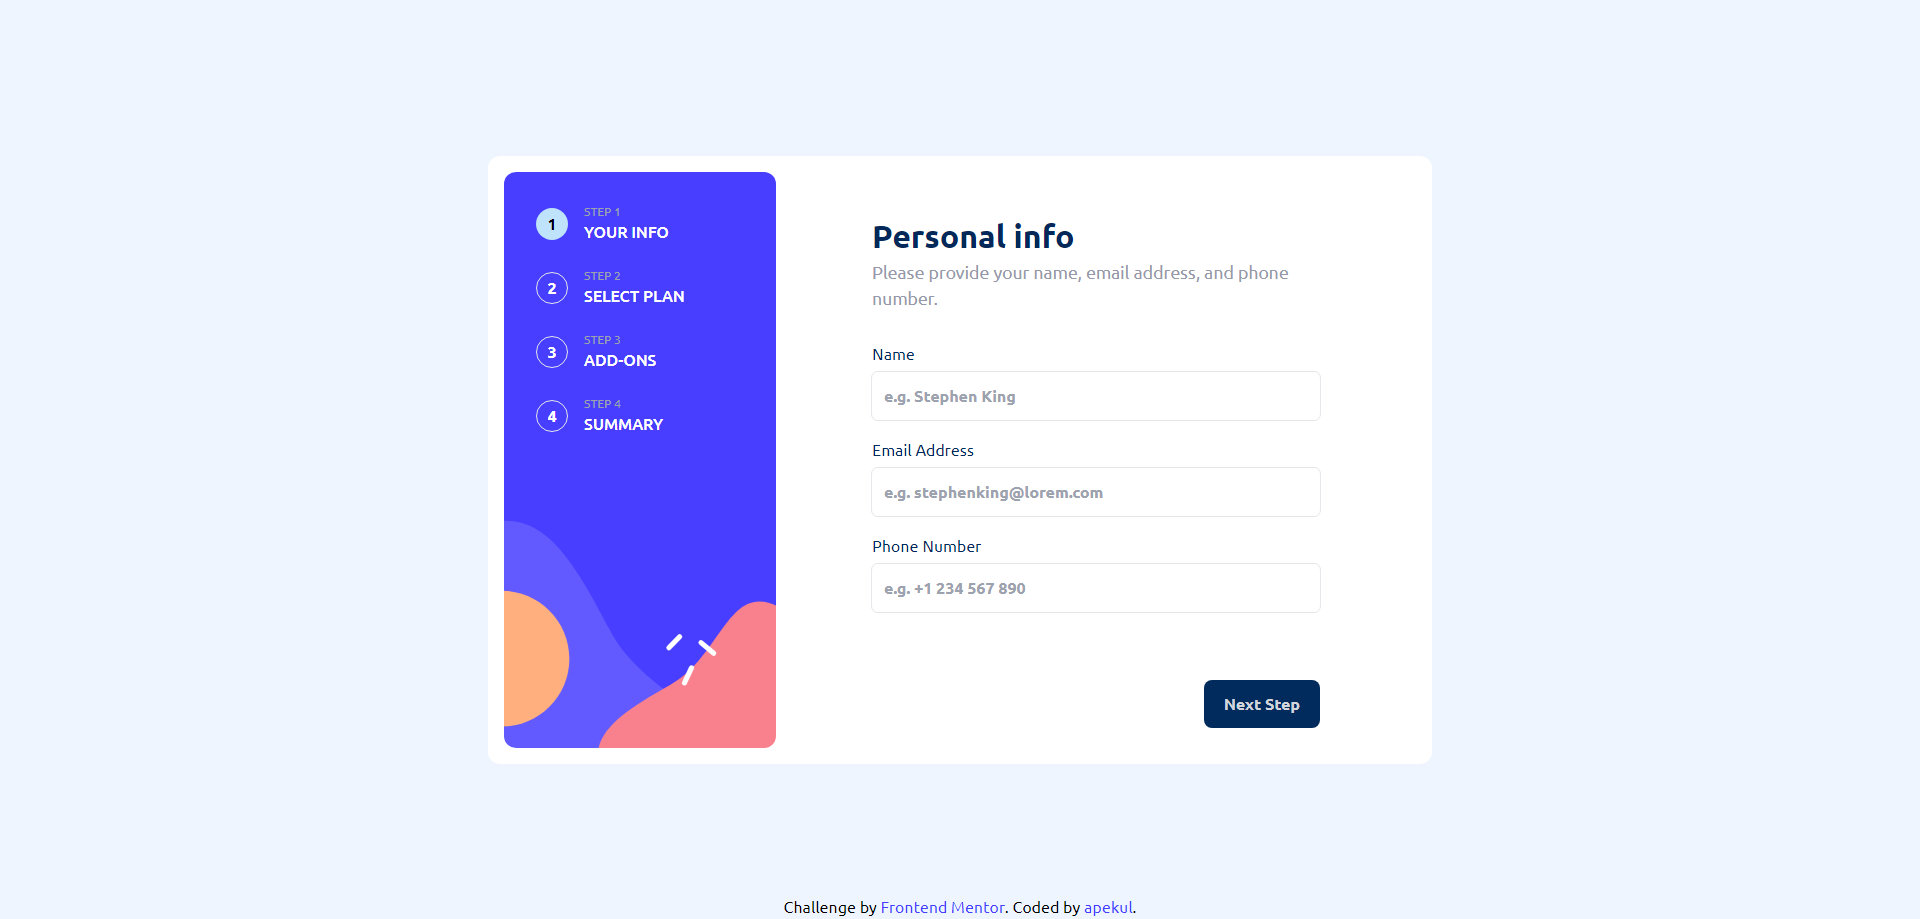 1
STEP 1
YOUR INFO
2
STEP 2
SELECT PLAN
3
STEP 3
ADD-ONS
4
STEP 4
SUMMARY
Personal info
Please provide your name, email address, and phone
number.
Name
e.g. Stephen King
Email Address
e.g. stephenking@lorem.com
Phone Number
e.g. +1 234 567 890
Next Step
Challenge by Frontend Mentor. Coded by apekul.